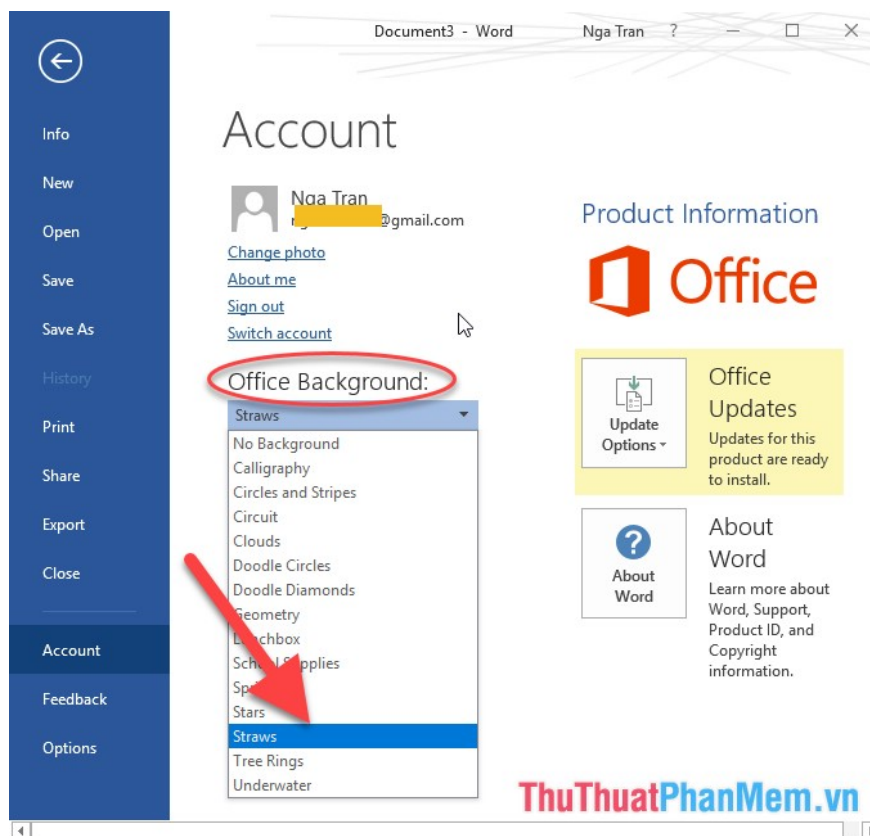 Document3 - Word
Nga Tran
?
Account
Info
New
Open
Save
Save As
History
Print
Share
Export
Close
Account
Feedback
Options
Nga Tran
@gmail.com
Change photo
About me
Sign out
Switch account
Office Background:
Straws
No Background
Calligraphy
Circles and Stripes
Circuit
Clouds
Doodle Circles
Doodle Diamonds
Geometry
Lunchbox
School Supplies
Stars
Straws
Tree Rings
Underwater
Product Information
Office
Update
Options
Office
Updates
Updates for this
product are ready
to install.
?
About
Word
About
Word
Learn more about
Word, Support,
Product ID, and
Copyright
information.
ThuThuatPhanMem.vn